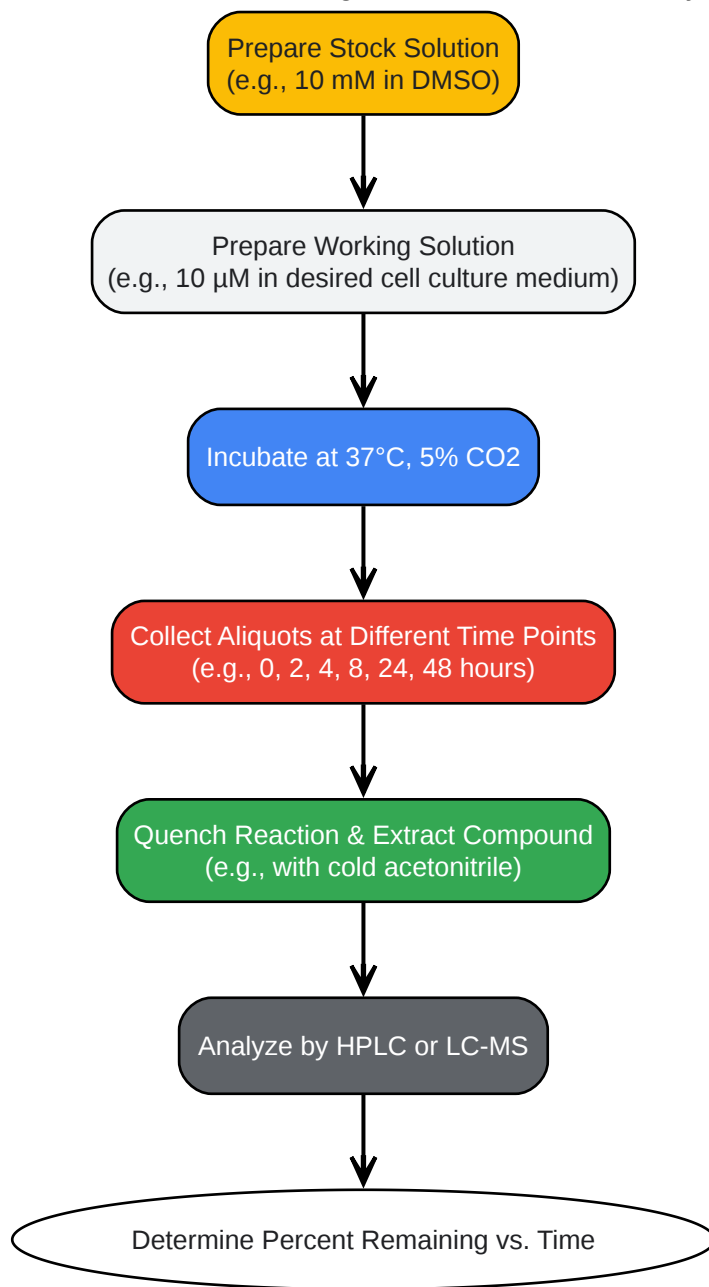 Prepare Stock Solution
(e.g., 10 mM in DMSO)
Prepare Working Solution
(e.g., 10 µM in desired cell culture medium)
Incubate at 37°C, 5% CO2
Collect Aliquots at Different Time Points
(e.g., 0, 2, 4, 8, 24, 48 hours)
Quench Reaction & Extract Compound
(e.g., with cold acetonitrile)
Analyze by HPLC or LC-MS
Determine Percent Remaining vs. Time